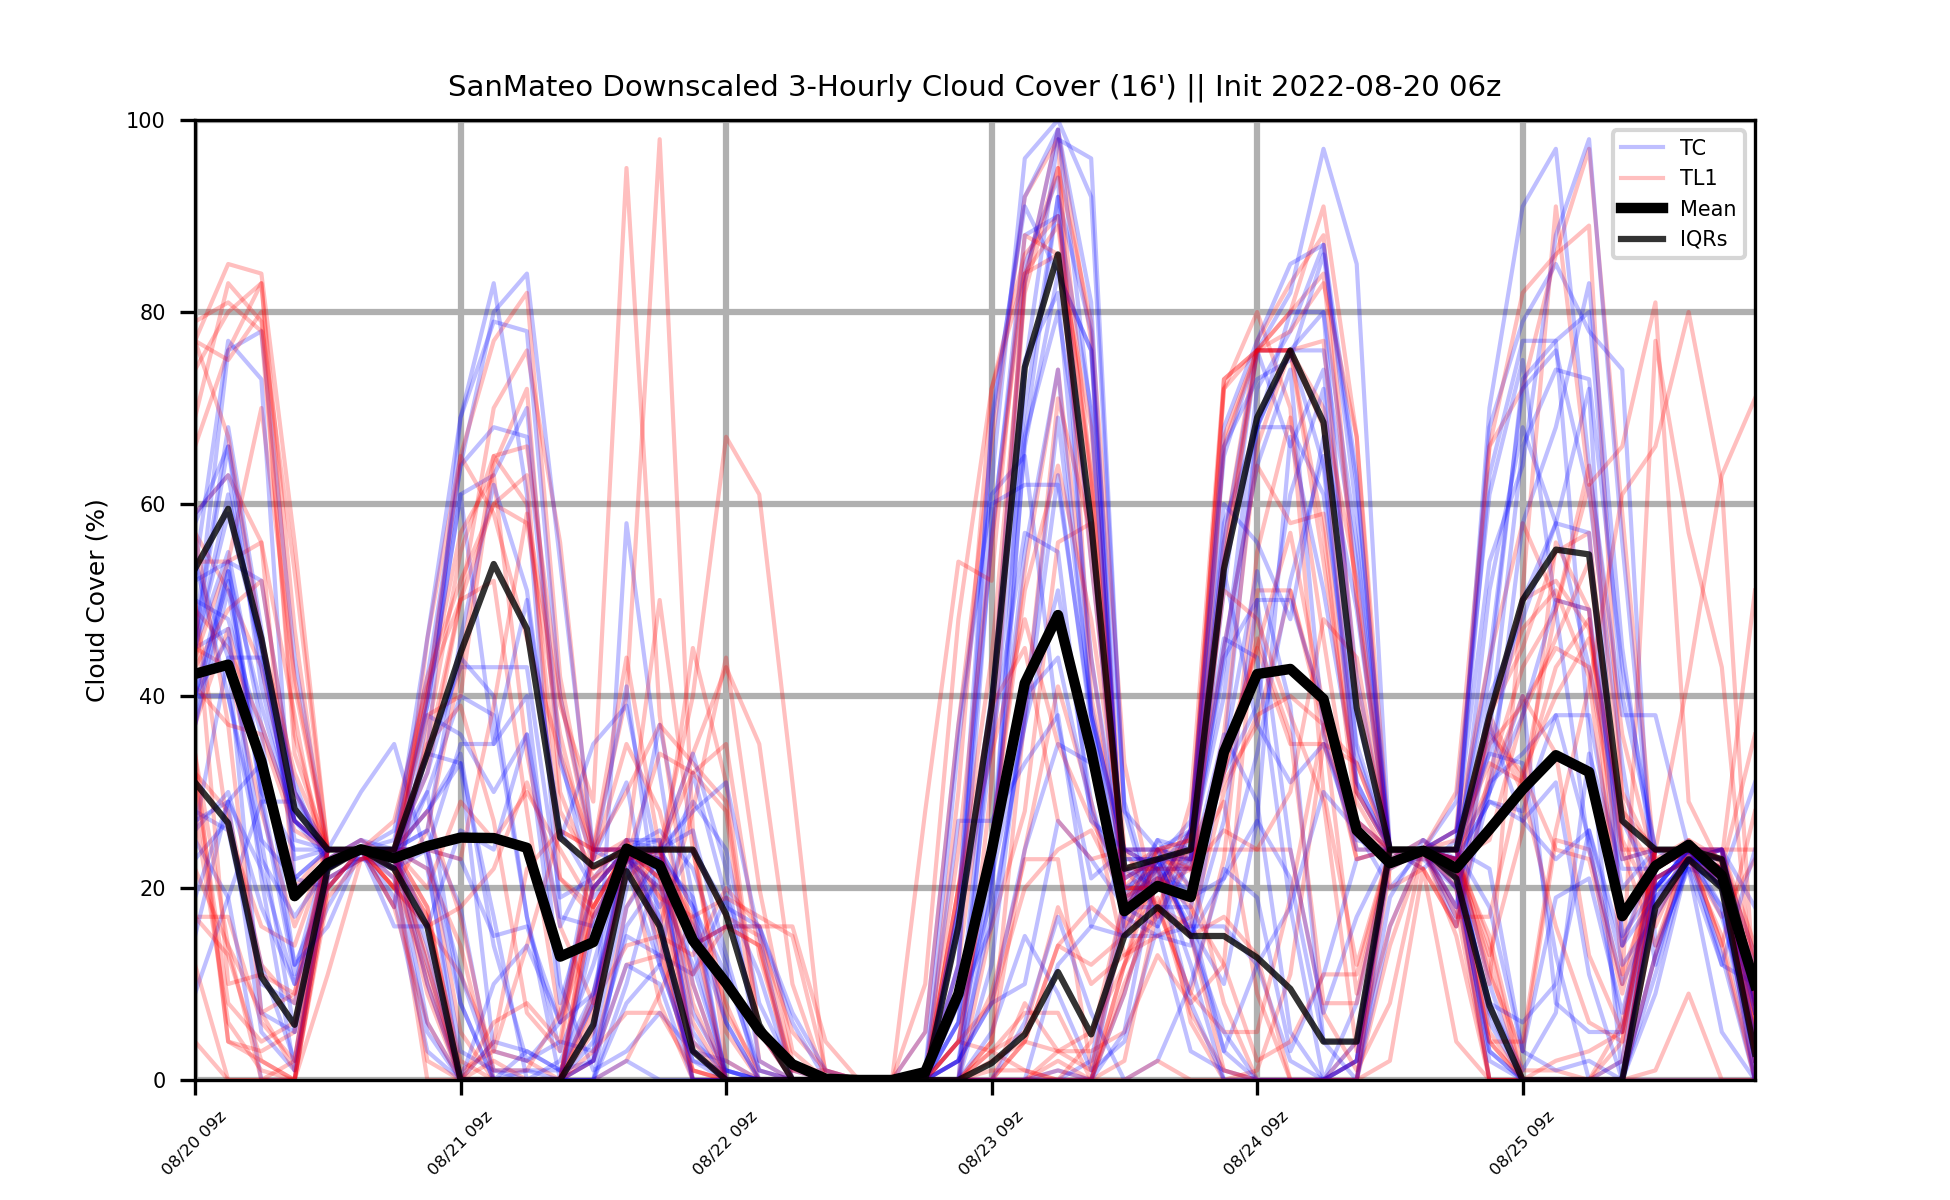 SanMateo Downscaled 3-Hourly Cloud Cover (16') || Init 2022-08-20 06z
100
80
60
40
20
0
Cloud Cover (%)
TC
TL1
Mean
IQRs
08/20 09z
08/21 09z
08/22 09z
08/23 09z
08/24 09z
08/25 09z